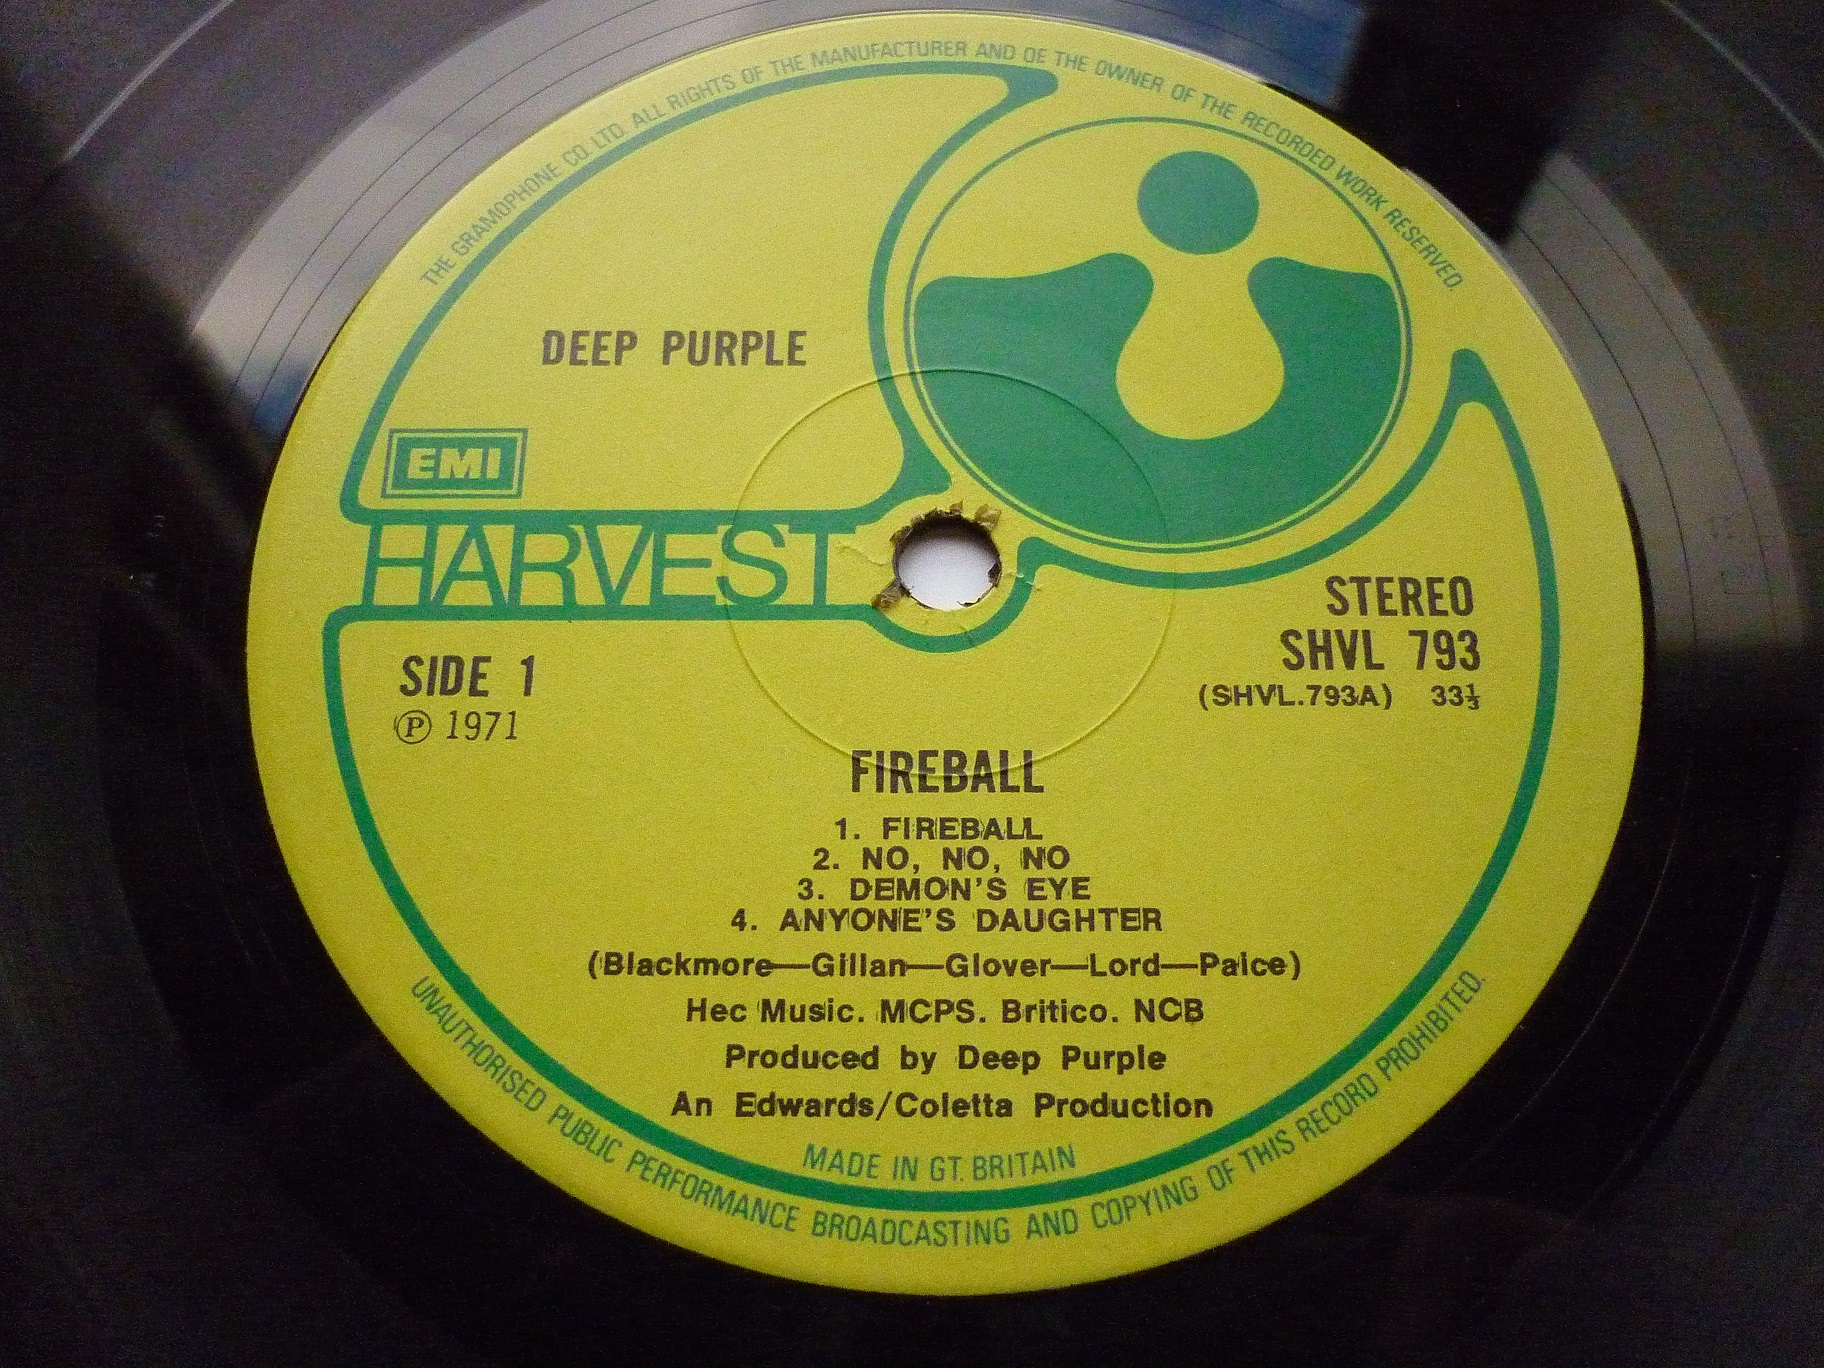 THE GRAMOPHONE CO. LTD. ALL RIGHTS OF THE MANUFACTURER AND OF THE OWNER OF THE RECORDED WORK RESERVED.
DEEP PURPLE
EMI
HARVEST
STEREO
SHVL 793
(SHVL.793A) 33⅓
SIDE 1
℗ 1971
FIREBALL
1. FIREBALL
2. NO, NO, NO
3. DEMON'S EYE
4. ANYONE'S DAUGHTER
(Blackmore—Gillan—Glover—Lord—Paice)
Hec Music. MCPS. Britico. NCB
Produced by Deep Purple
An Edwards/Coletta Production
MADE IN GT. BRITAIN
UNAUTHORISED PUBLIC PERFORMANCE BROADCASTING AND COPYING OF THIS RECORD PROHIBITED.